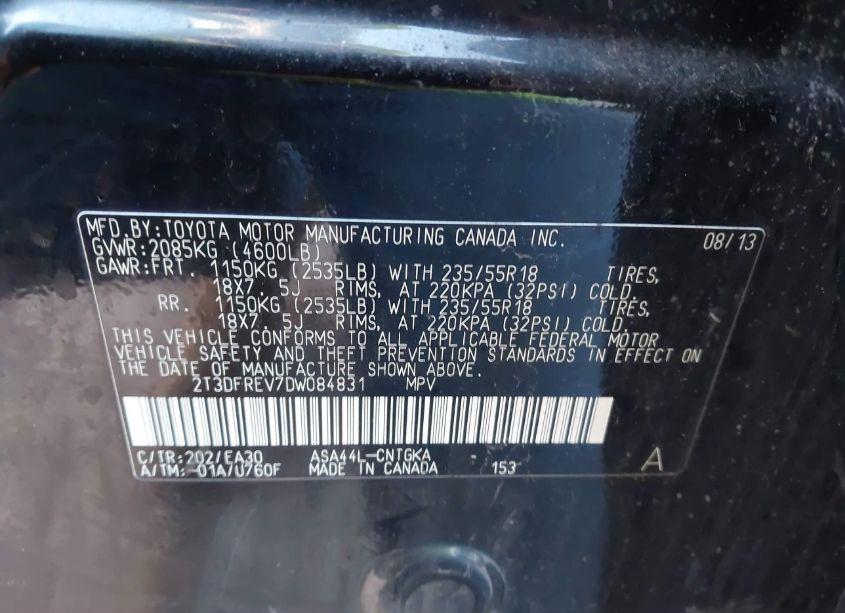 MFD.BY:TOYOTA MOTOR MANUFACTURING CANADA INC. 08/13
GVWR:2085KG (4600LB)
GAWR:FRT. 1150KG (2535LB) WITH 235/55R18 TIRES,
18X7.5J RIMS, AT 220KPA (32PSI) COLD.
RR. 1150KG (2535LB) WITH 235/55R18 TIRES,
18X7.5J RIMS, AT 220KPA (32PSI) COLD.
THIS VEHICLE CONFORMS TO ALL APPLICABLE FEDERAL MOTOR
VEHICLE SAFETY AND THEFT PREVENTION STANDARDS IN EFFECT ON
THE DATE OF MANUFACTURE SHOWN ABOVE.
2T3DFREV7DW084831 MPV
C/TR:202/EA30 ASA44L-CNTGKA
A/TM:-01A/U760F MADE IN CANADA 153 A